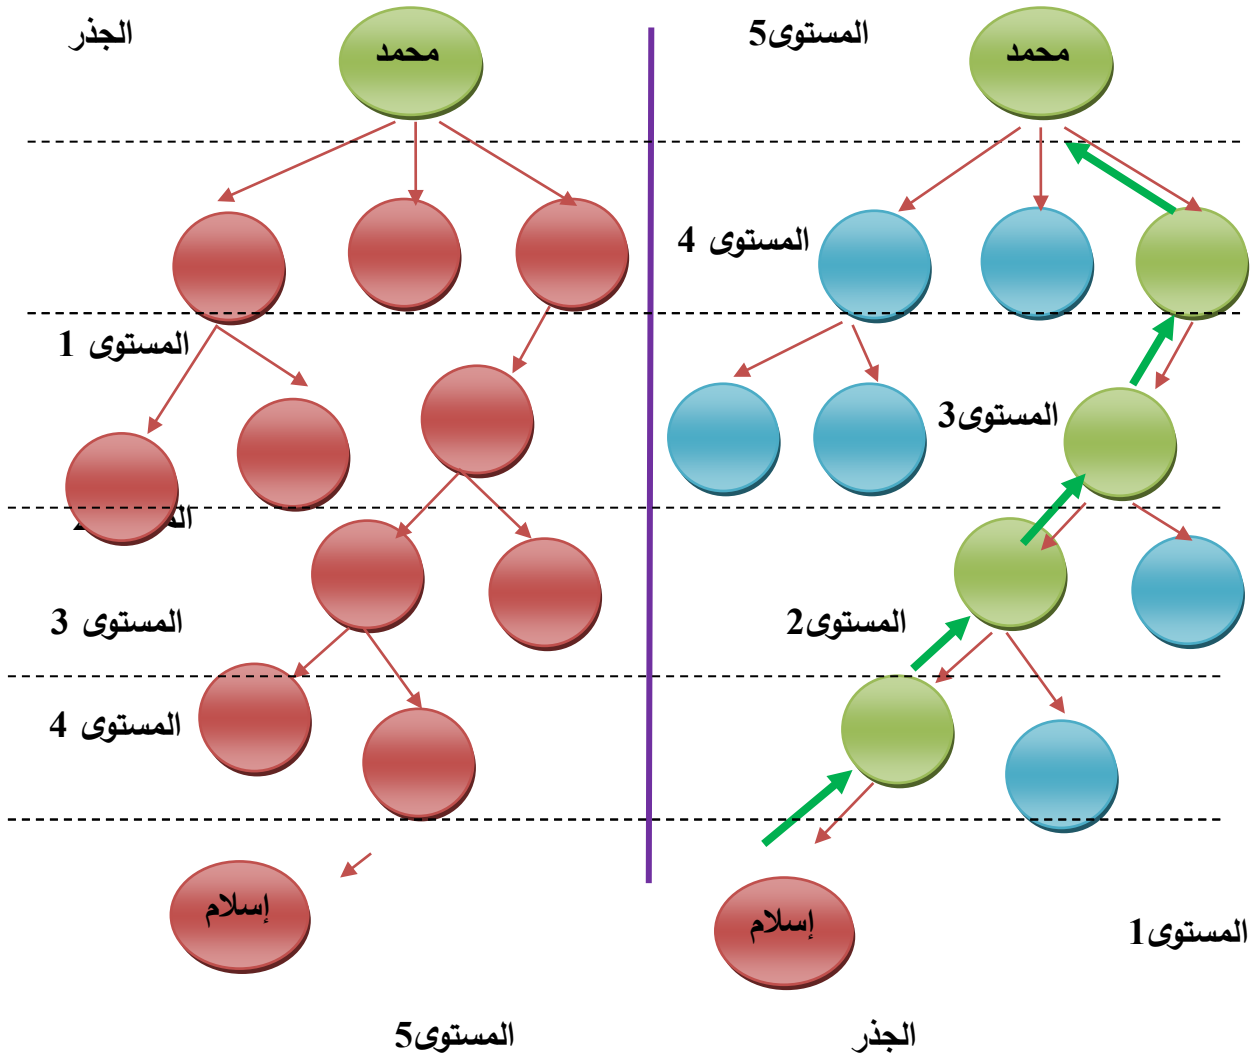 الجذر
محمد
المستوى5
محمد
المستوى 4
المستوى 1
المستوى3
المستوى 3
المستوى2
المستوى 4
إسلام
إسلام
المستوى1
المستوى5
الجذر